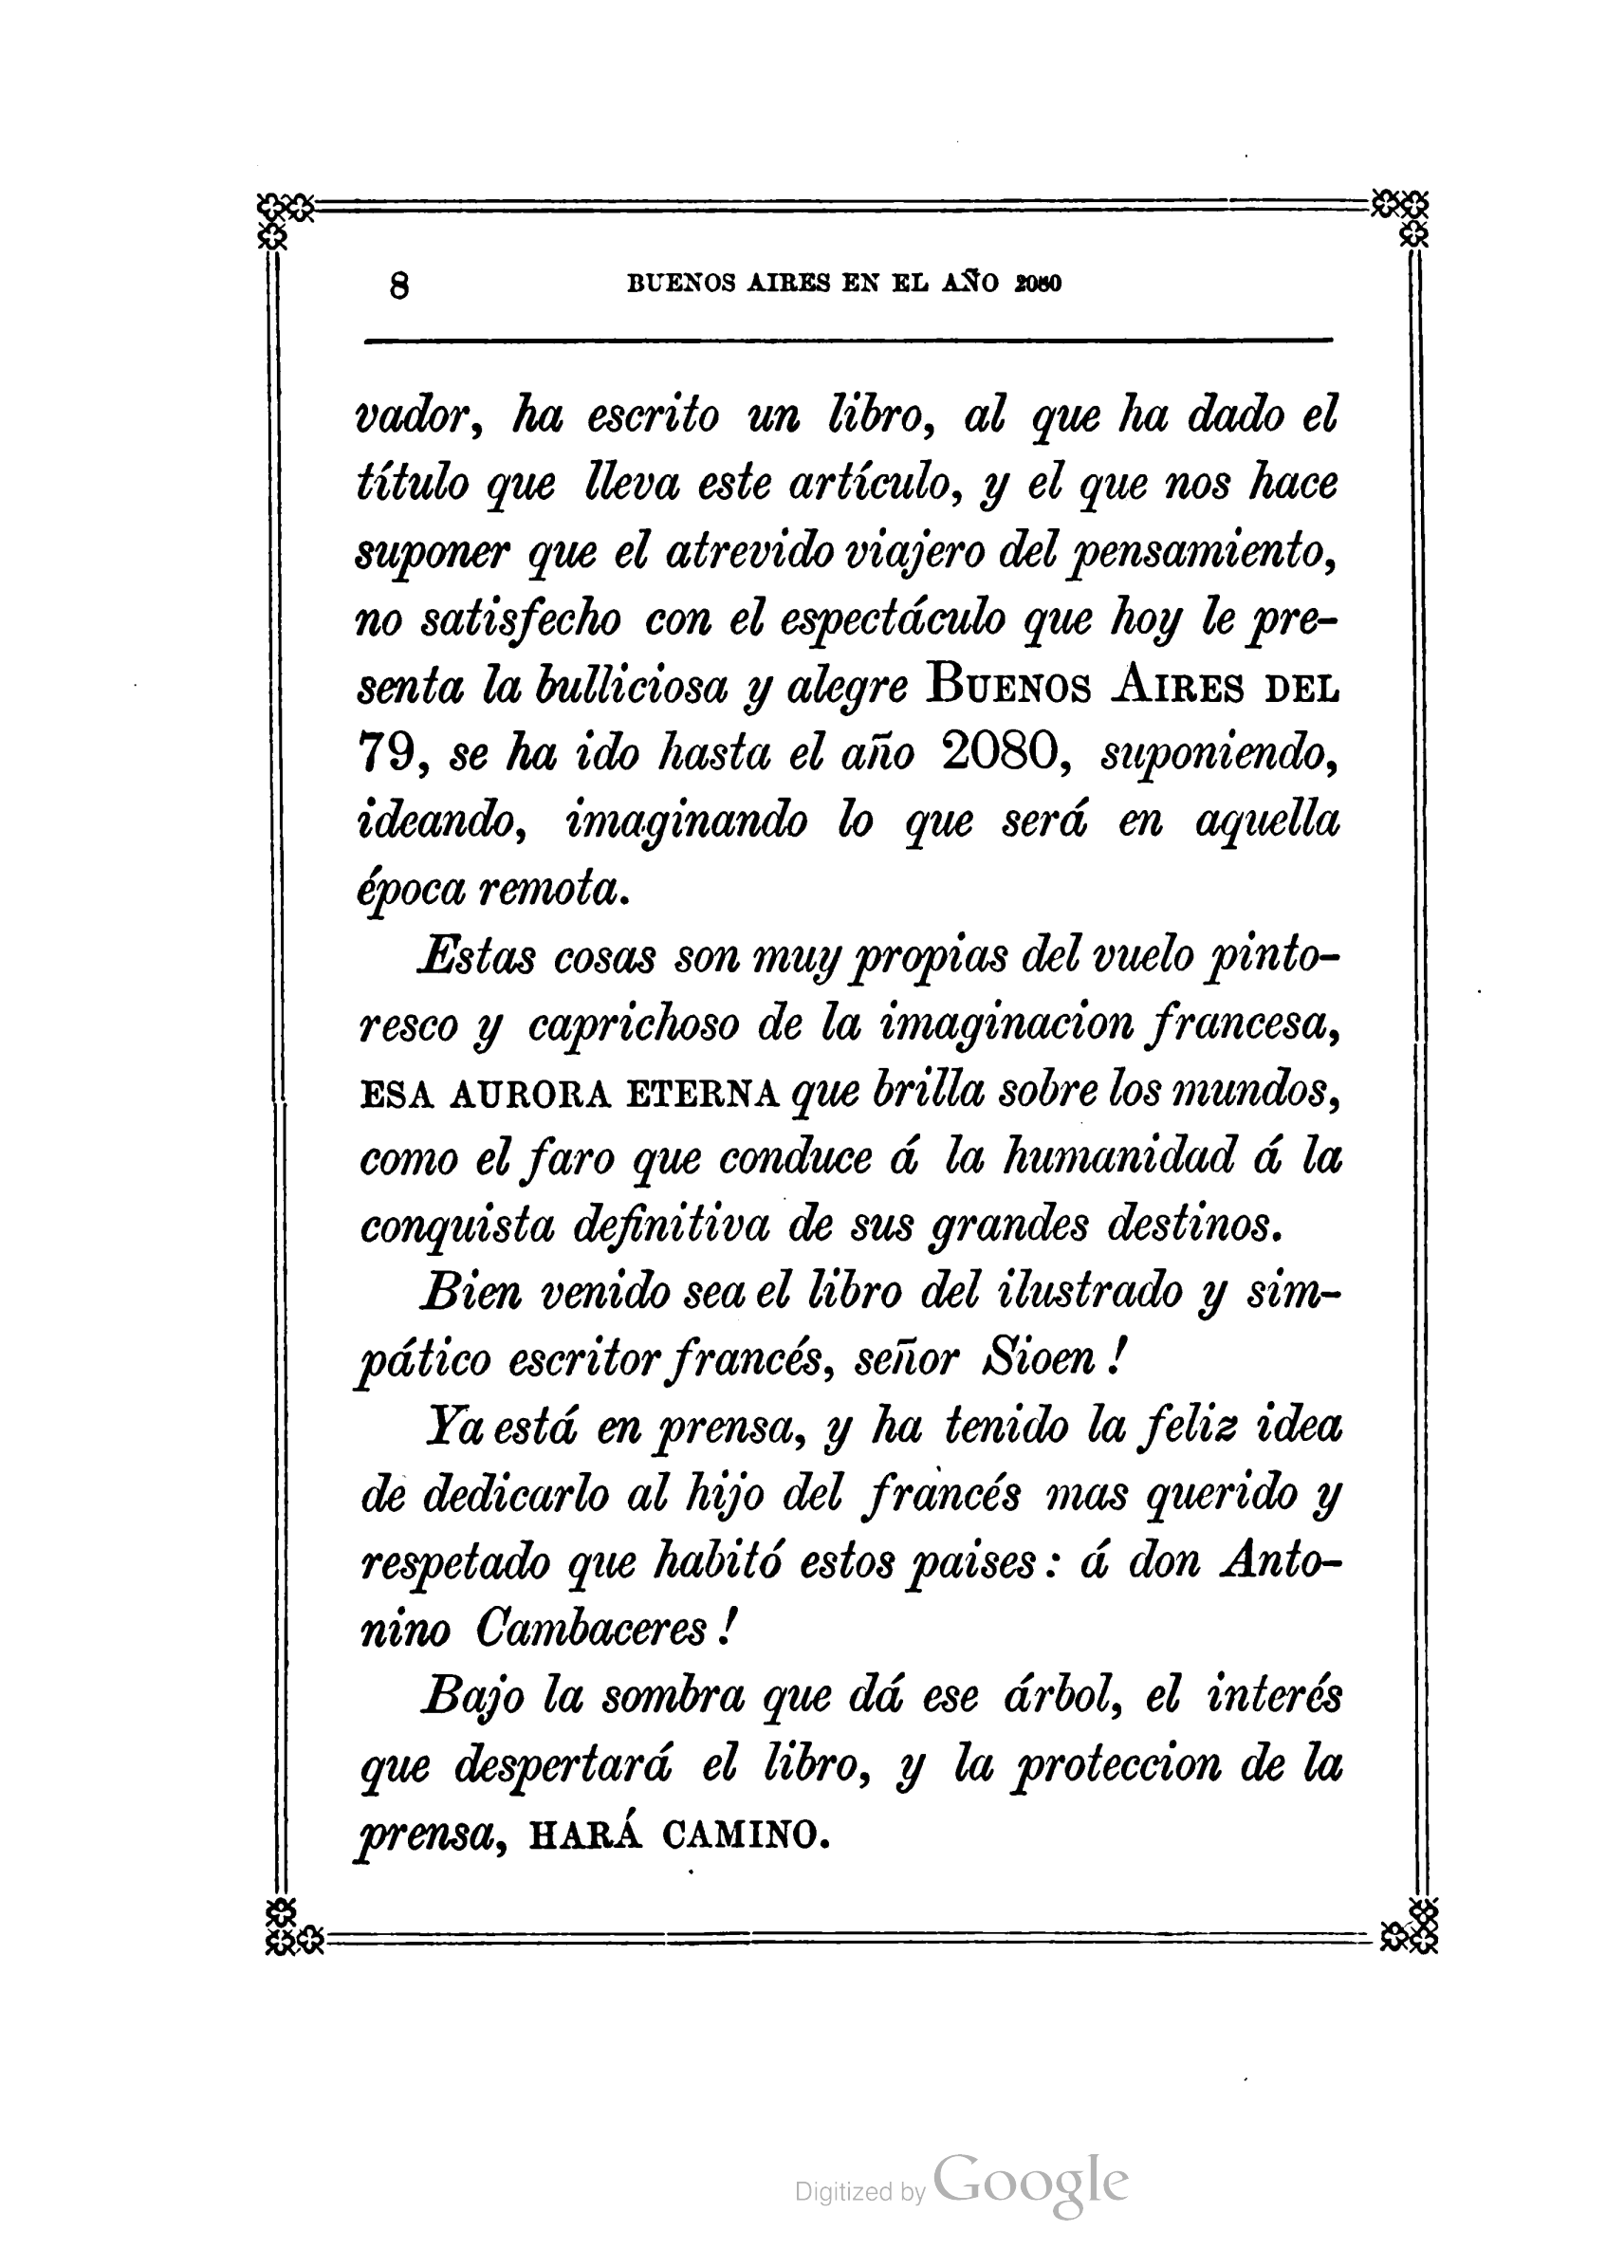 8 BUENOS AIRES EN EL AÑO 2080
vador, ha escrito un libro, al que ha dado el
título que lleva este artículo, y el que nos hace
suponer que el atrevido viajero del pensamiento,
no satisfecho con el espectáculo que hoy le pre-
senta la bulliciosa y alegre BUENOS AIRES DEL
79, se ha ido hasta el año 2080, suponiendo,
ideando, imaginando lo que será en aquella
época remota.
Estas cosas son muy propias del vuelo pinto-
resco y caprichoso de la imaginacion francesa,
ESA AURORA ETERNA que brilla sobre los mundos,
como el faro que conduce á la humanidad á la
conquista definitiva de sus grandes destinos.
Bien venido sea el libro del ilustrado y sim-
pático escritor francés, señor Sioen !
Ya está en prensa, y ha tenido la feliz idea
de dedicarlo al hijo del francés mas querido y
respetado que habitó estos paises : á don Anto-
nino Cambaceres !
Bajo la sombra que dá ese árbol, el interés
que despertará el libro, y la proteccion de la
prensa, HARÁ CAMINO.
Digitized by Google